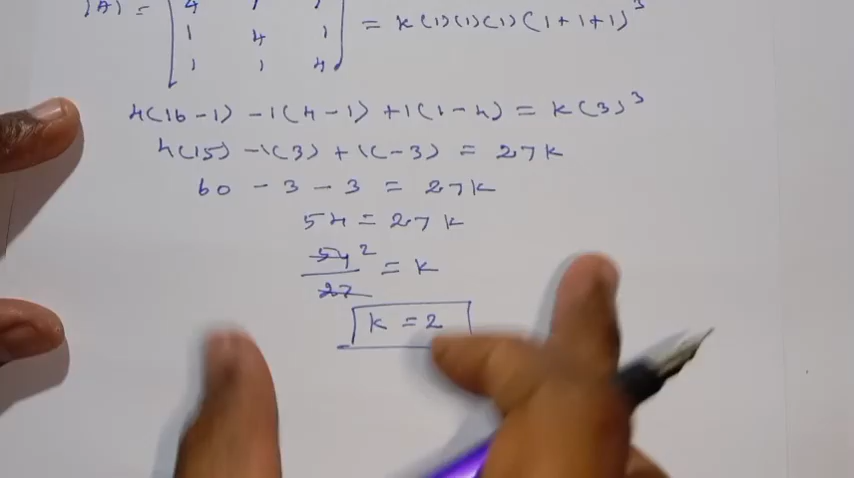 |A| = 4 1 1 = k(1)(1)(1)(1+1+1)³
1 4 1
1 1 4
4(16-1) -1(4-1) +1(1-4) = k(3)³
4(15) -1(3) +1(-3) = 27k
60 - 3 - 3 = 27k
54 = 27k
54/27 2 = k
k = 2